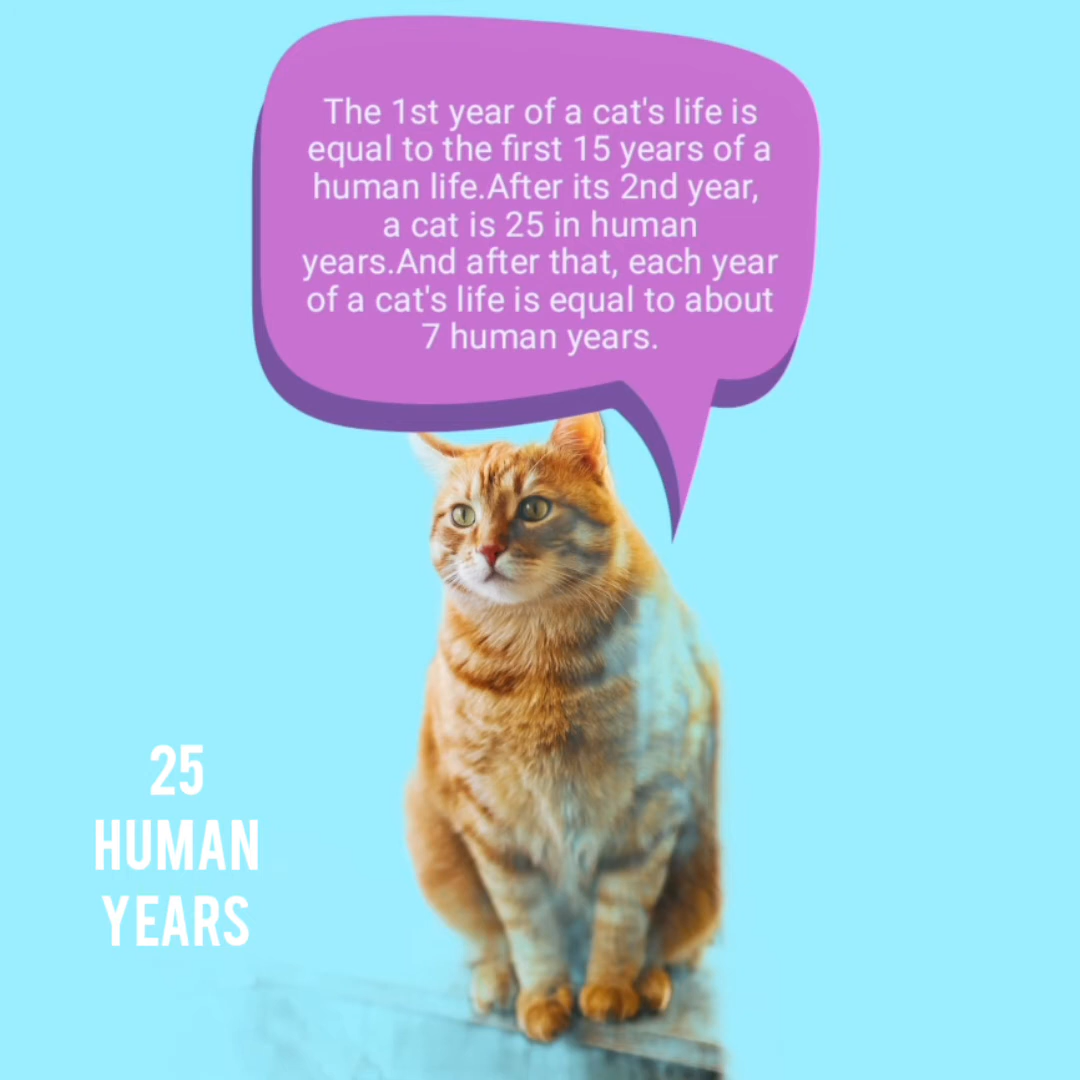 The 1st year of a cat's life is
equal to the first 15 years of a
human life.After its 2nd year,
a cat is 25 in human
years.And after that, each year
of a cat's life is equal to about
7 human years.
25
HUMAN
YEARS